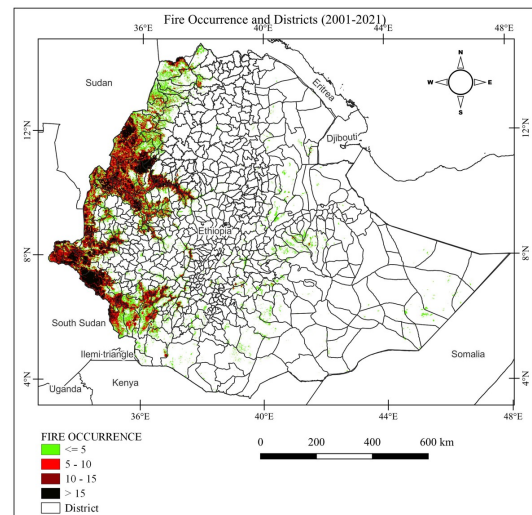 Fire Occurrence and Districts (2001-2021)
36°E 40°E 44°E 48°E
N
W E
S
Sudan
Eritrea
Djibouti
12°N 12°N
Ethiopia
8°N 8°N
South Sudan
Ilemi-triangle
Somalia
Uganda
Kenya
4°N 4°N
36°E 40°E 44°E 48°E
FIRE OCCURRENCE
<= 5
5 - 10
10 - 15
> 15
District
0 200 400 600 km